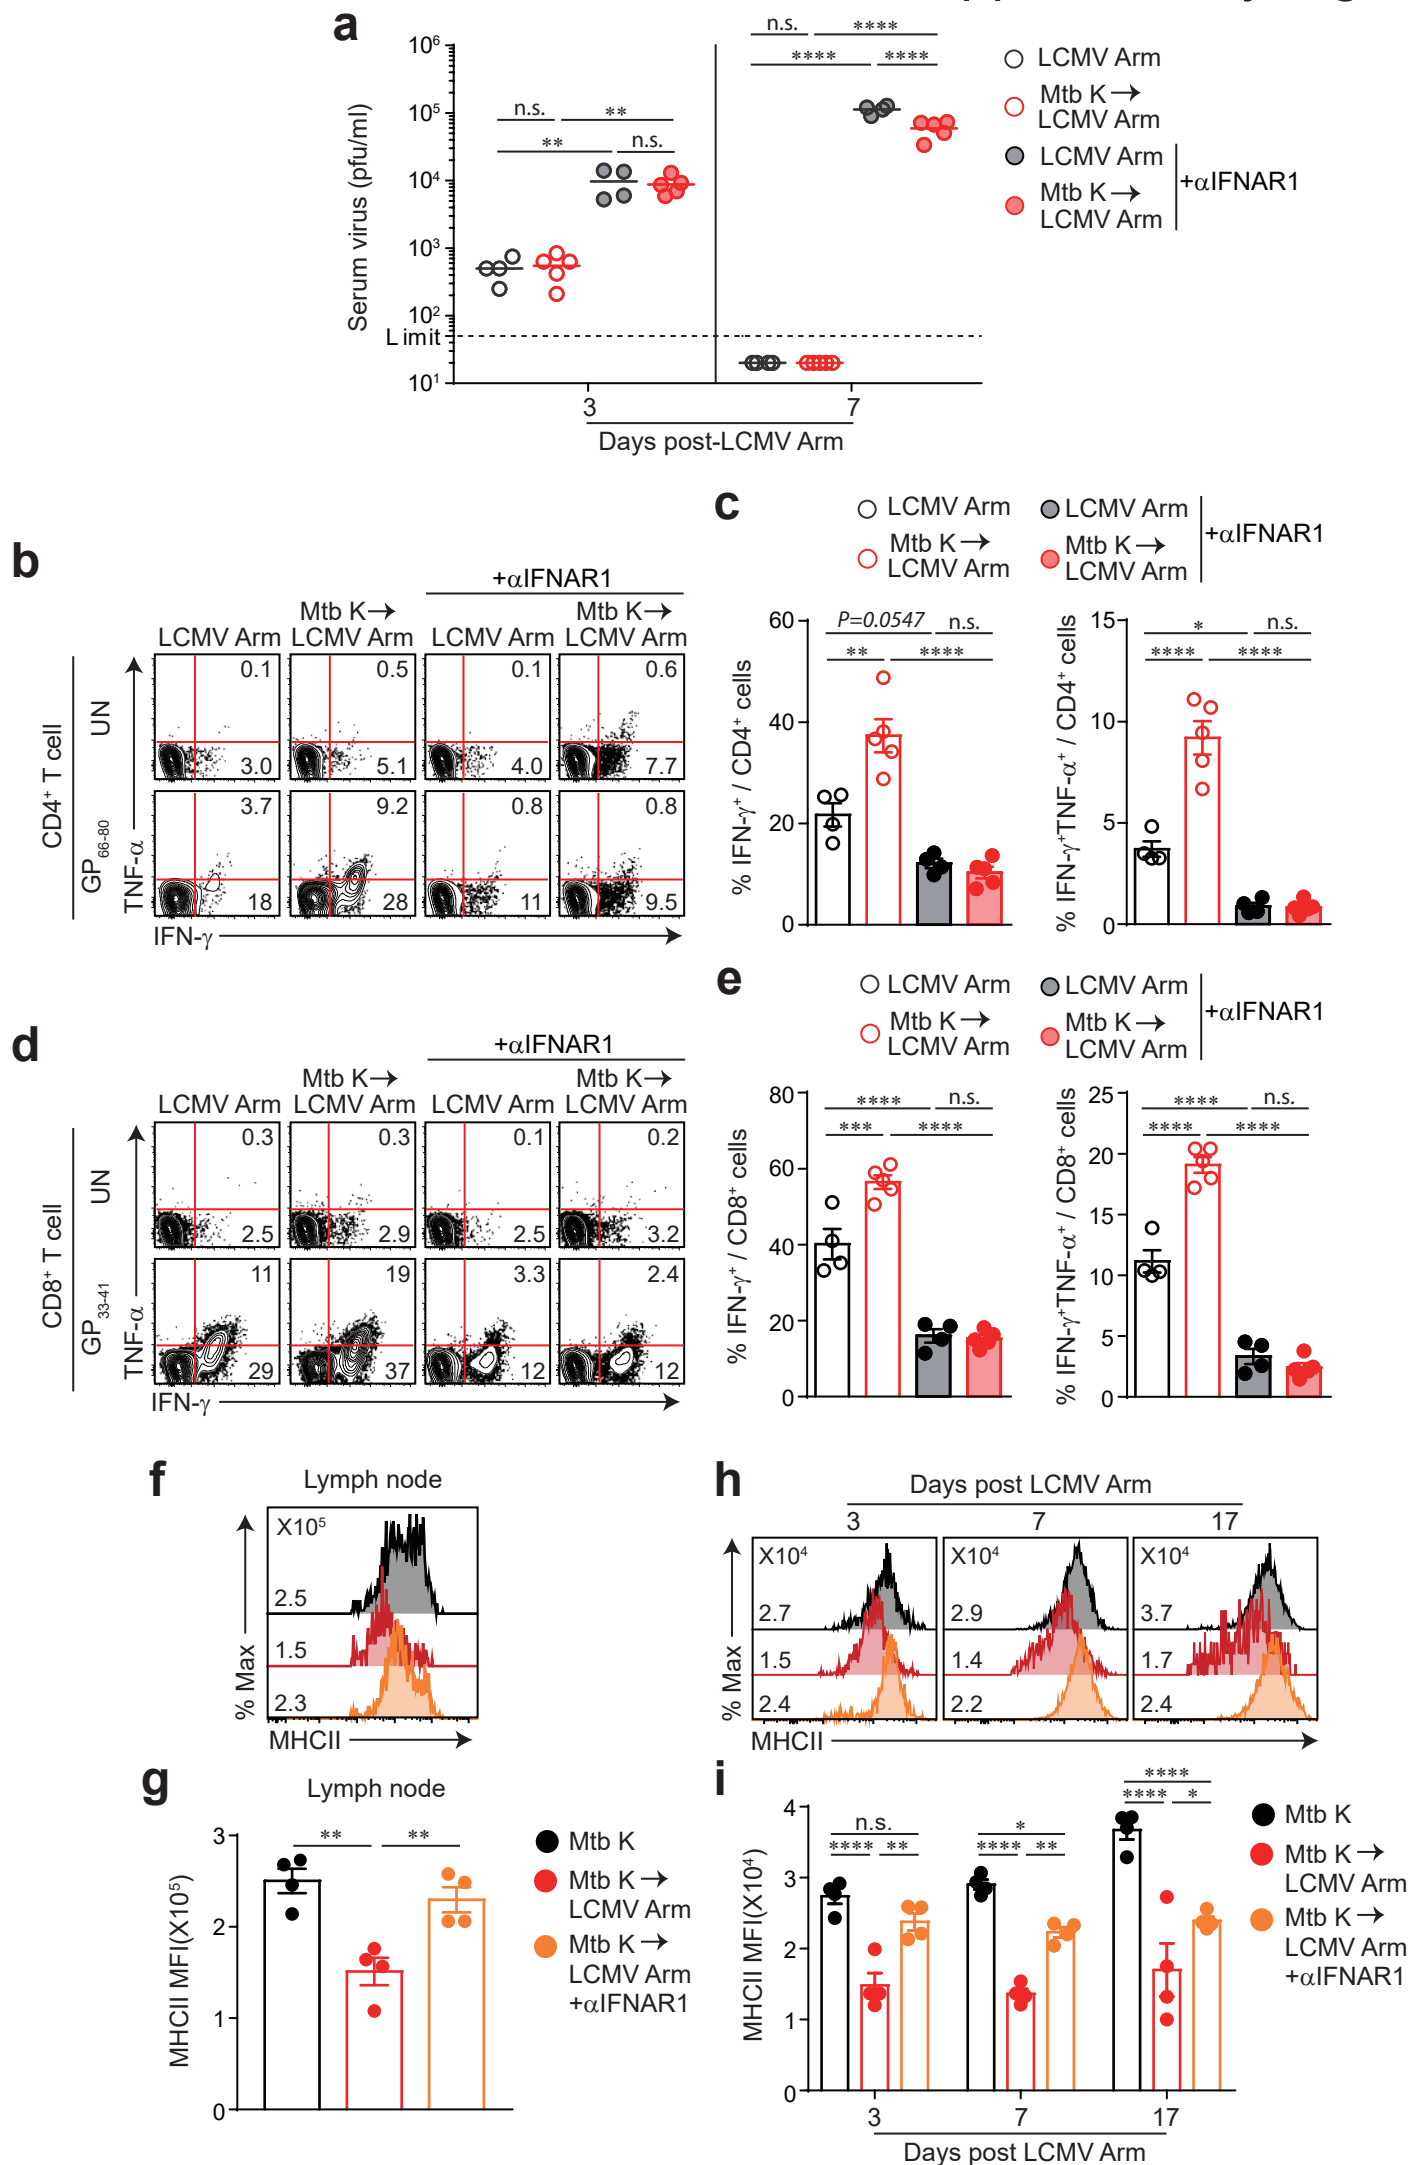 a
n.s. ****
**** ****
n.s. **
** n.s.
Serum virus (pfu/ml)
10⁶
10⁵
10⁴
10³
10²
Limit
10¹
3 7
Days post-LCMV Arm
LCMV Arm
Mtb K→
LCMV Arm
LCMV Arm
Mtb K→
LCMV Arm
+αIFNAR1
b
+αIFNAR1
Mtb K→ Mtb K→
LCMV Arm LCMV Arm LCMV Arm LCMV Arm
CD4⁺ T cell
UN
GP₆₆₋₈₀
TNF-α
0.1 0.5 0.1 0.6
3.0 5.1 4.0 7.7
3.7 9.2 0.8 0.8
18 28 11 9.5
IFN-γ
c
LCMV Arm LCMV Arm
Mtb K→ Mtb K→
LCMV Arm LCMV Arm
+αIFNAR1
% IFN-γ⁺ / CD4⁺ cells
60
40
20
0
P=0.0547 n.s.
** ****
% IFN-γ⁺TNF-α⁺ / CD4⁺ cells
15
10
5
0
* n.s.
**** ****
d
+αIFNAR1
Mtb K→ Mtb K→
LCMV Arm LCMV Arm LCMV Arm LCMV Arm
CD8⁺ T cell
UN
GP₃₃₋₄₁
TNF-α
0.3 0.3 0.1 0.2
2.5 2.9 2.5 3.2
11 19 3.3 2.4
29 37 12 12
IFN-γ
e
LCMV Arm LCMV Arm
Mtb K→ Mtb K→
LCMV Arm LCMV Arm
+αIFNAR1
% IFN-γ⁺ / CD8⁺ cells
80
60
40
20
0
**** n.s.
*** ****
% IFN-γ⁺TNF-α⁺ / CD8⁺ cells
25
20
15
10
5
0
**** n.s.
**** ****
f
Lymph node
% Max
X10⁵
2.5
1.5
2.3
MHCII
g
Lymph node
MHCII MFI(X10⁵)
3
2
1
0
** **
Mtb K
Mtb K→
LCMV Arm
Mtb K→
LCMV Arm
+αIFNAR1
h
Days post LCMV Arm
3 7 17
% Max
X10⁴ X10⁴ X10⁴
2.7 2.9 3.7
1.5 1.4 1.7
2.4 2.2 2.4
MHCII
i
MHCII MFI(X10⁴)
4
3
2
1
0
n.s.
**** **
*
**** **
****
**** *
3 7 17
Days post LCMV Arm
Mtb K
Mtb K→
LCMV Arm
Mtb K→
LCMV Arm
+αIFNAR1